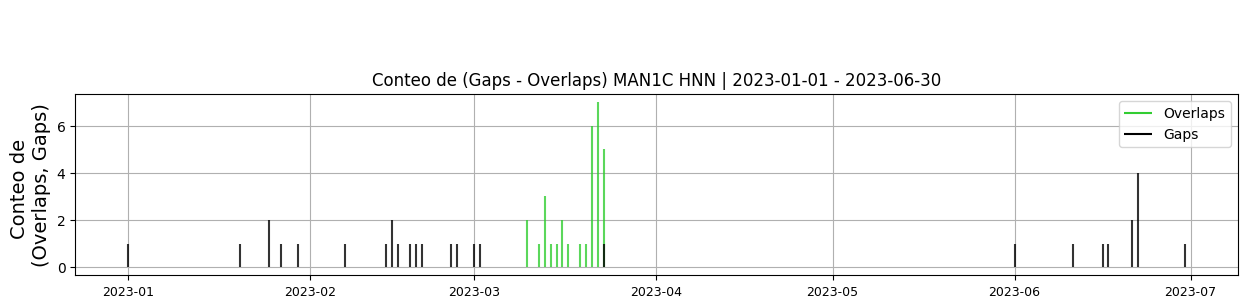 Conteo de (Gaps - Overlaps) MAN1C HNN | 2023-01-01 - 2023-06-30
Conteo de
(Overlaps, Gaps)
6
4
2
0
Overlaps
Gaps
2023-01
2023-02
2023-03
2023-04
2023-05
2023-06
2023-07